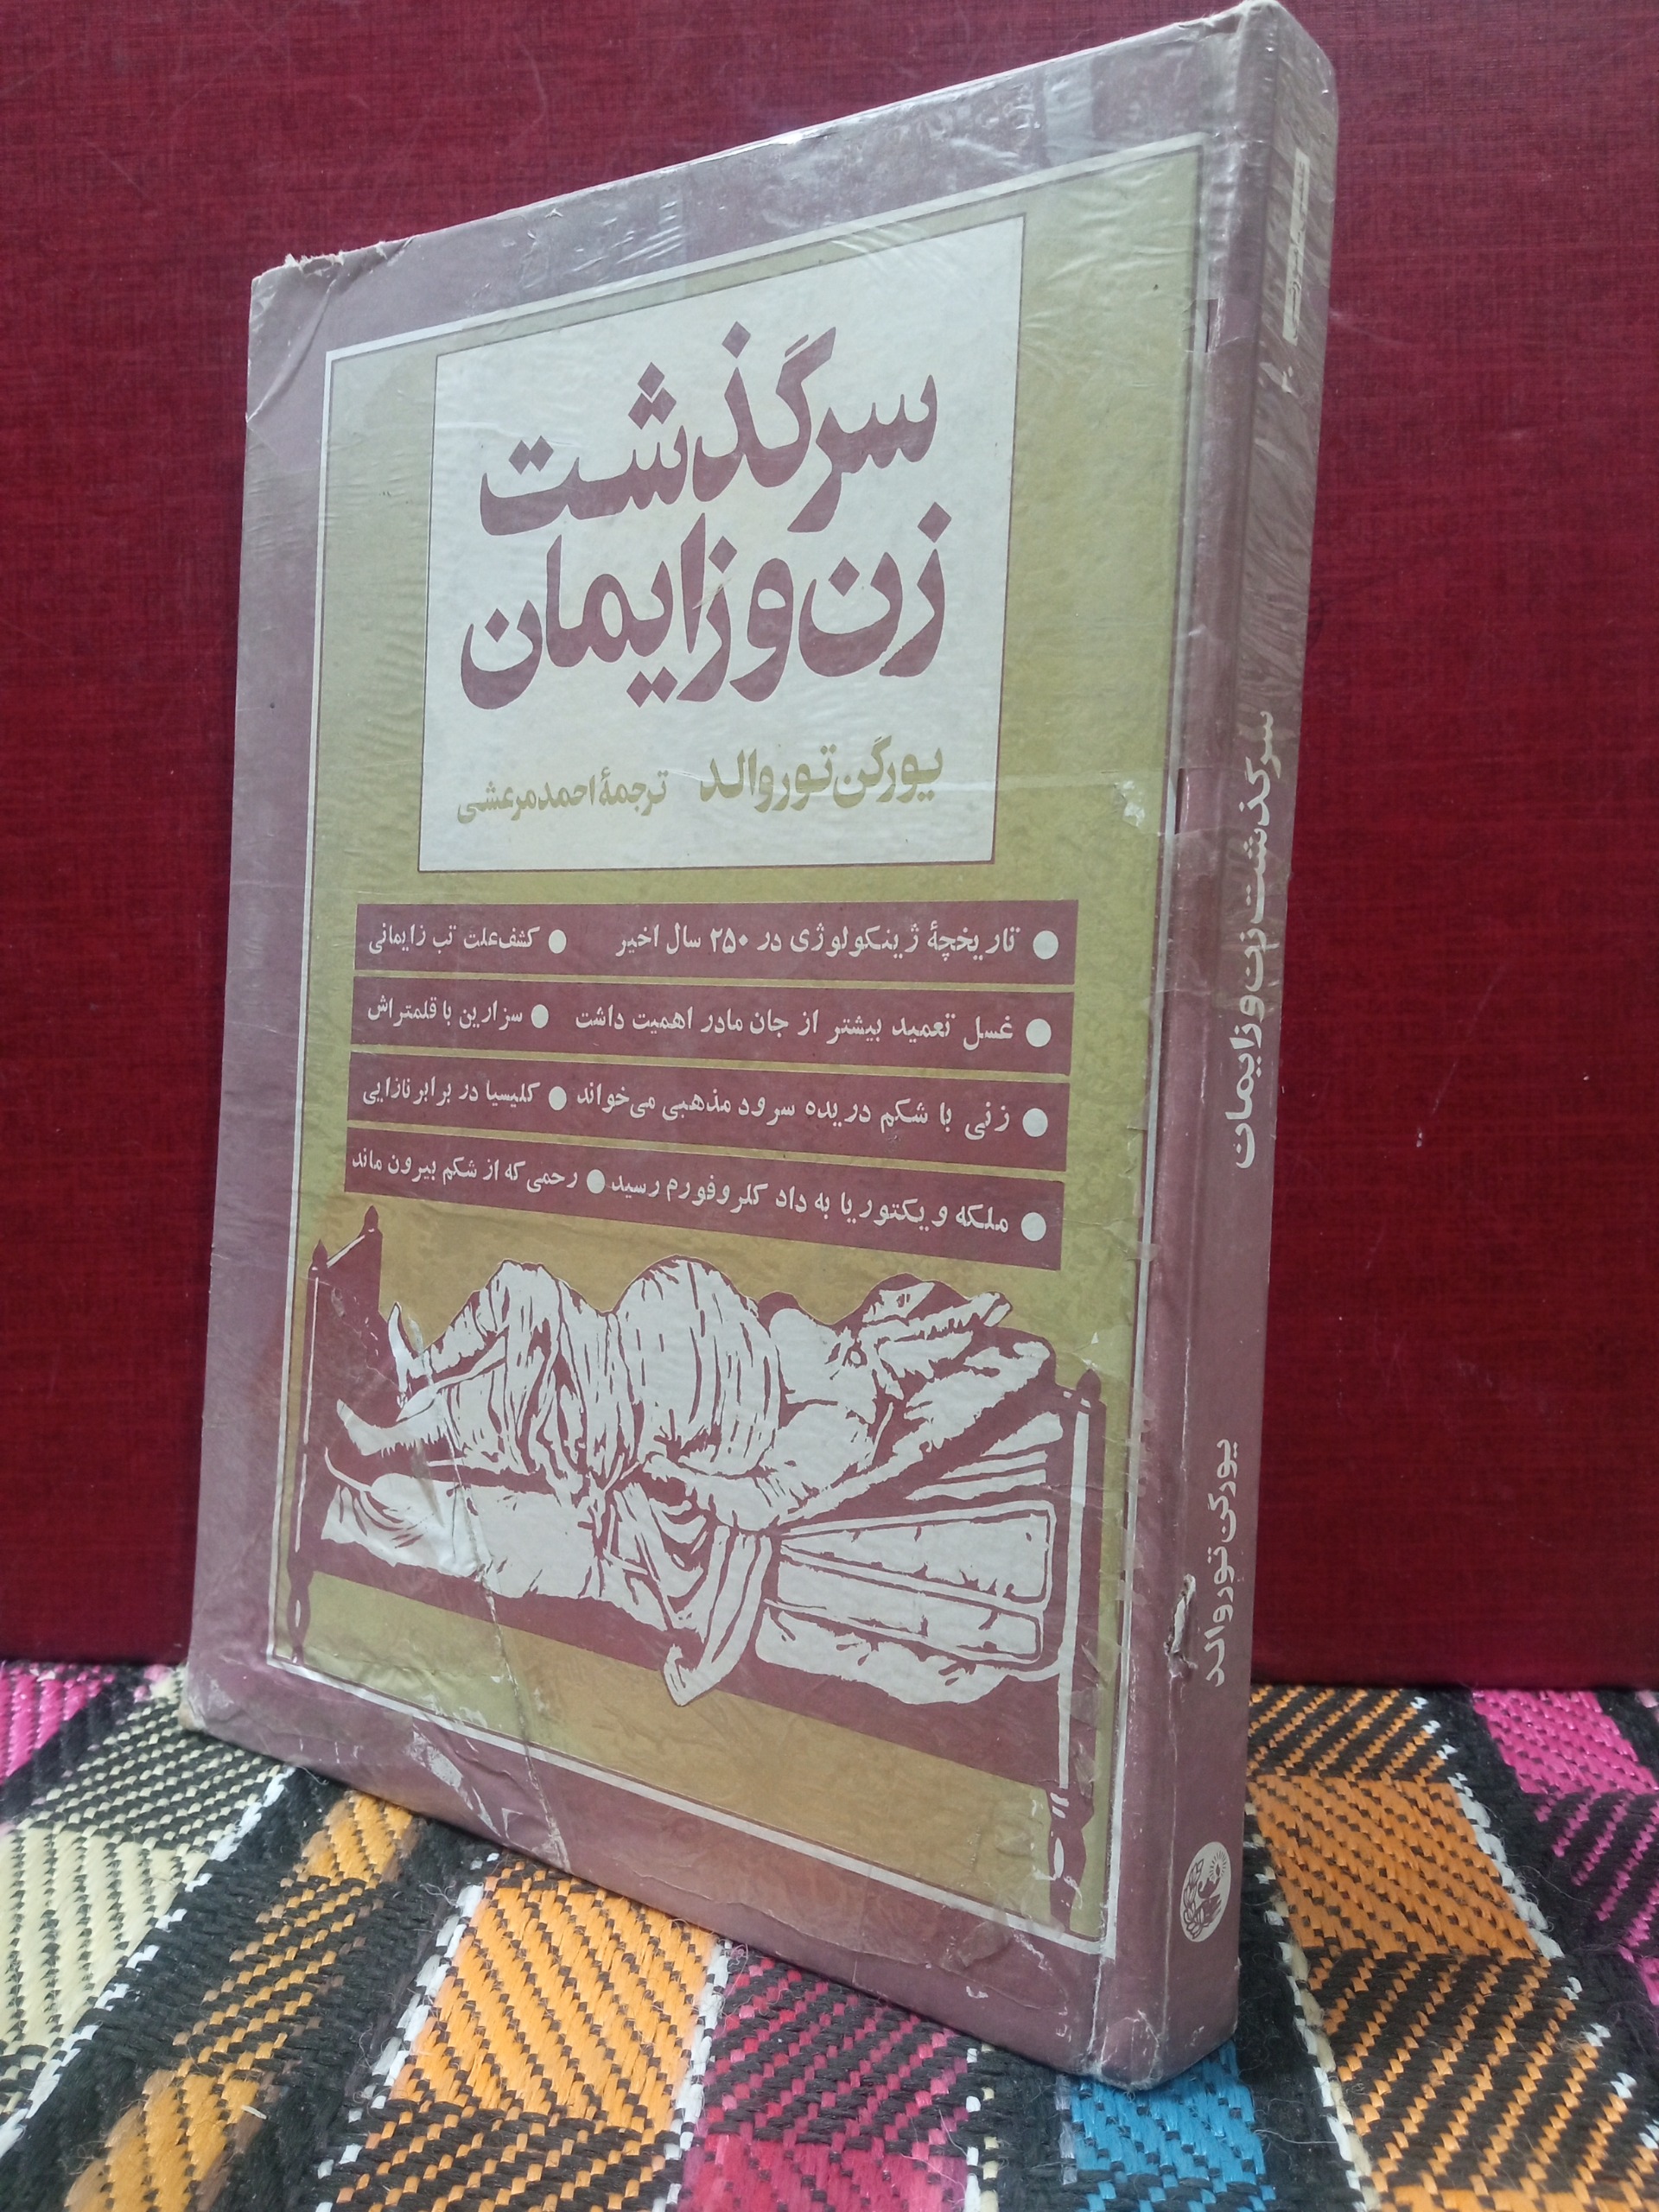 سرگذشت
زن و زایمان
یورگن توروالد ترجمهٔ احمد مرعشی
● تاریخچهٔ ژینکولوژی در ۲۵۰ سال اخیر ● کشف علت تب زایمانی
● غسل تعمید بیشتر از جان مادر اهمیت داشت ● سزارین با قلمتراش
● زنی با شکم دریده سرود مذهبی می‌خواند ● کلیسیا در برابر نازایی
● ملکه ویکتوریا به داد کلروفورم رسید ● رحمی که از شکم بیرون ماند
سرگذشت زن و زایمان
یورگن توروالد